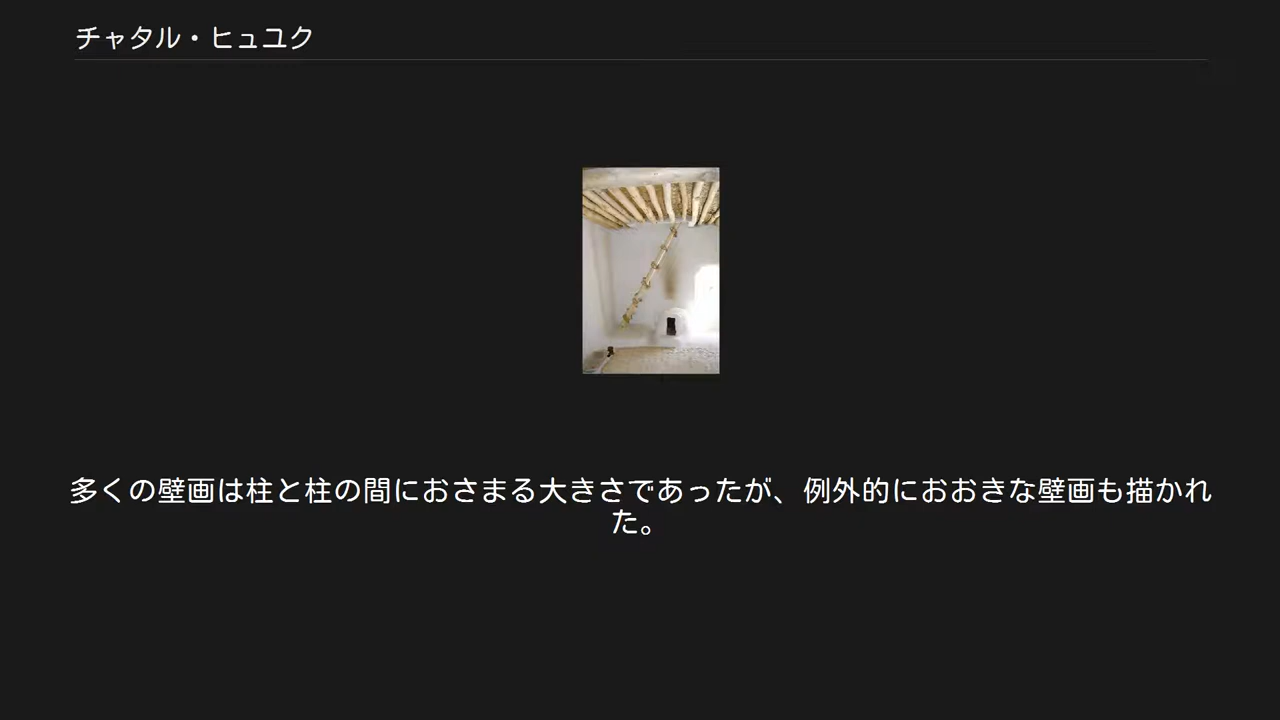 チャタル・ヒュユク
多くの壁画は柱と柱の間におさまる大きさであったが、例外的におおきな壁画も描かれ
た。